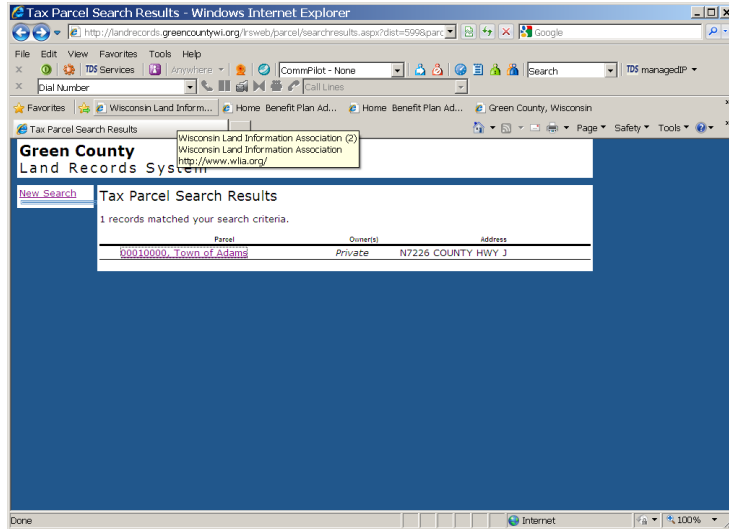 Tax Parcel Search Results - Windows Internet Explorer
http://landrecords.greencountywi.org/lrsweb/parcel/searchresults.aspx?dist=599&parc
Google
File Edit View Favorites Tools Help
TDS Services Anywhere CommPilot - None Search TDS managedIP
Dial Number Call Lines
Favorites Wisconsin Land Inform... Home Benefit Plan Ad... Home Benefit Plan Ad... Green County, Wisconsin
Tax Parcel Search Results Page Safety Tools
Wisconsin Land Information Association (2)
Wisconsin Land Information Association
http://www.wlia.org/
Green County
Land Records System
New Search
Tax Parcel Search Results
1 records matched your search criteria.
Parcel Owner(s) Address
00010000, Town of Adams Private N7226 COUNTY HWY J
Done Internet 100%